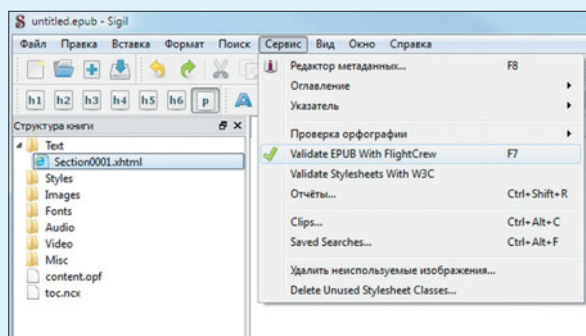 untitled.epub - Sigil
Файл Правка Вставка Формат Поиск Сервис Вид Окно Справка
h1 h2 h3 h4 h5 h6 p A
Структура книги
Text
Section0001.xhtml
Styles
Images
Fonts
Audio
Video
Misc
content.opf
toc.ncx
Редактор метаданных... F8
Оглавление
Указатель
Проверка орфографии
Validate EPUB With FlightCrew F7
Validate Stylesheets With W3C
Отчёты... Ctrl+Shift+R
Clips... Ctrl+Alt+C
Saved Searches... Ctrl+Alt+F
Удалить неиспользуемые изображения...
Delete Unused Stylesheet Classes...